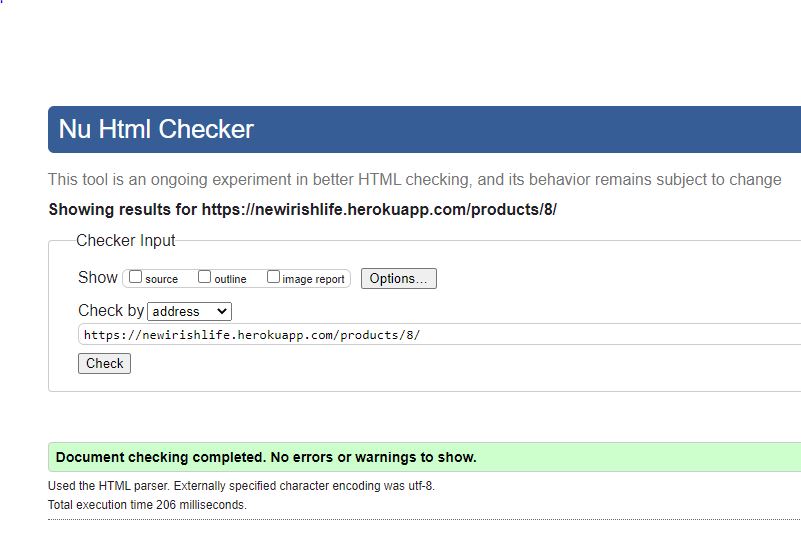 Nu Html Checker
This tool is an ongoing experiment in better HTML checking, and its behavior remains subject to change
Showing results for https://newirishlife.herokuapp.com/products/8/
Checker Input
Show source outline image report Options...
Check by address
https://newirishlife.herokuapp.com/products/8/
Check
Document checking completed. No errors or warnings to show.
Used the HTML parser. Externally specified character encoding was utf-8.
Total execution time 206 milliseconds.